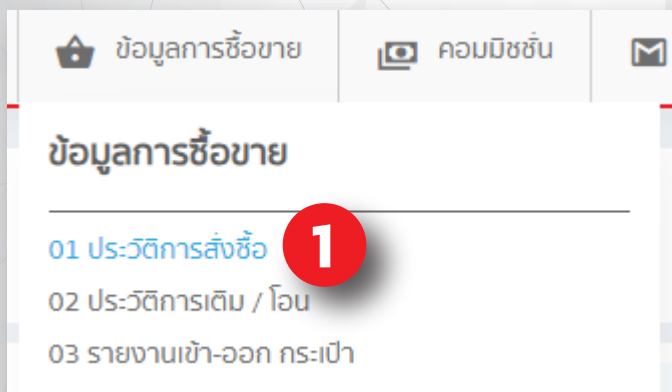 ข้อมูลการซื้อขาย คอมมิชชั่น
ข้อมูลการซื้อขาย
01 ประวัติการสั่งซื้อ 1
02 ประวัติการเติม / โอน
03 รายงานเข้า-ออก กระเป๋า